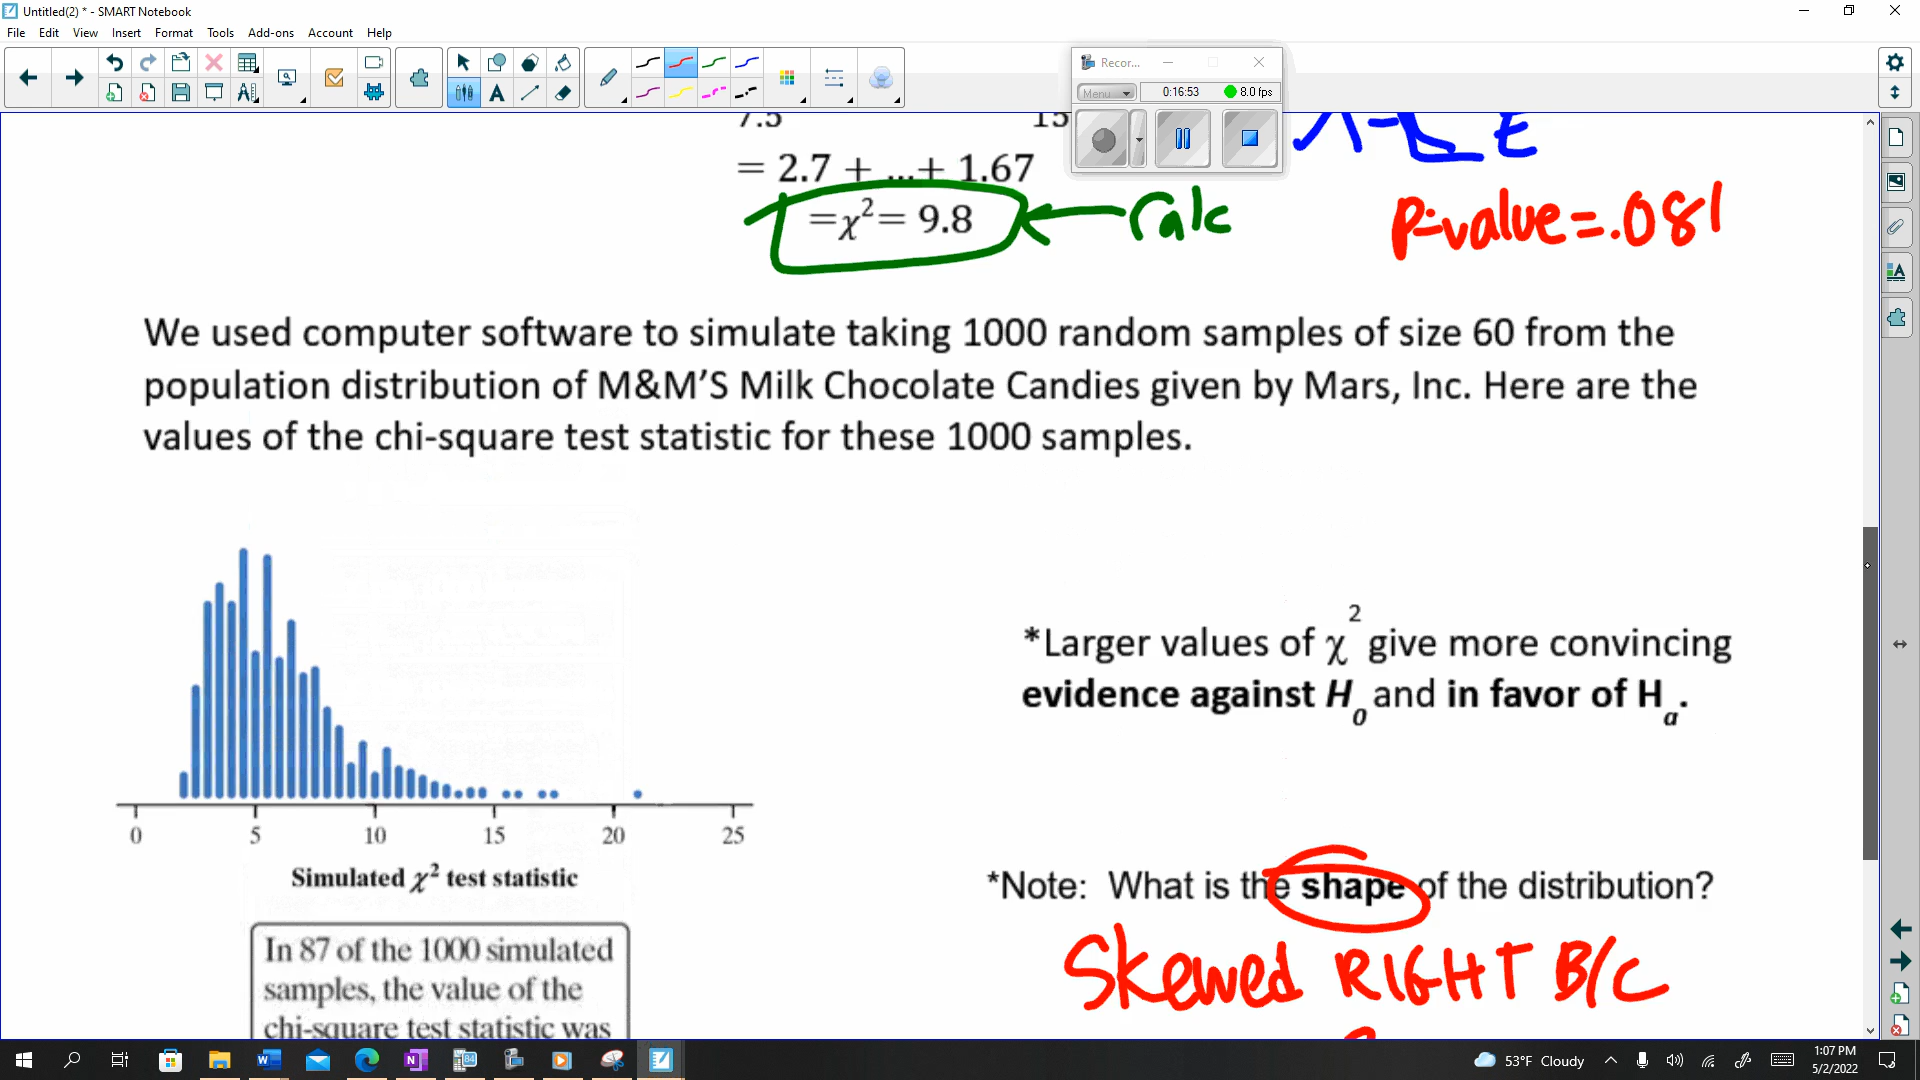 Untitled(2) * - SMART Notebook
File Edit View Insert Format Tools Add-ons Account Help
Recor...
Menu 0:16:53 8.0 fps
7.5 15
= 2.7 + ...+ 1.67
=χ²= 9.8
calc
P-value=.081
We used computer software to simulate taking 1000 random samples of size 60 from the
population distribution of M&M'S Milk Chocolate Candies given by Mars, Inc. Here are the
values of the chi-square test statistic for these 1000 samples.
*Larger values of χ² give more convincing
evidence against H₀ and in favor of Hₐ.
0 5 10 15 20 25
Simulated χ² test statistic
*Note: What is the shape of the distribution?
Skewed RIGHT B/C
In 87 of the 1000 simulated
samples, the value of the
chi-square test statistic was
53°F Cloudy
1:07 PM
5/2/2022